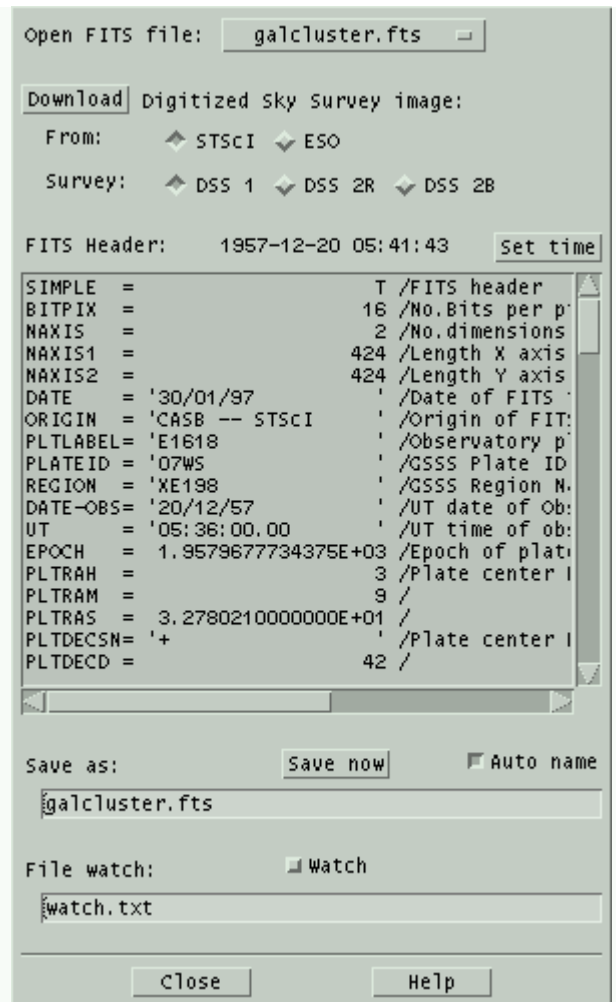 Open FITS file: galcluster.fts
Download Digitized Sky Survey image:
From: STScI ESO
Survey: DSS 1 DSS 2R DSS 2B
FITS Header: 1957-12-20 05:41:43 Set time
SIMPLE = T /FITS header
BITPIX = 16 /No.Bits per p
NAXIS = 2 /No.dimensions
NAXIS1 = 424 /Length X axis
NAXIS2 = 424 /Length Y axis
DATE = '30/01/97 ' /Date of FITS
ORIGIN = 'CASB -- STScI ' /Origin of FIT
PLTLABEL= 'E1618 ' /Observatory p
PLATEID = '07WS ' /GSSS Plate ID
REGION = 'XE198 ' /GSSS Region N
DATE-OBS= '20/12/57 ' /UT date of Ob
UT = '05:36:00.00 ' /UT time of ob
EPOCH = 1.9579677734375E+03 /Epoch of plat
PLTRAH = 3 /Plate center
PLTRAM = 9 /
PLTRAS = 3.2780210000000E+01 /
PLTDECSN= '+ ' /Plate center
PLTDECD = 42 /
Save as: Save now Auto name
galcluster.fts
File watch: Watch
watch.txt
Close Help